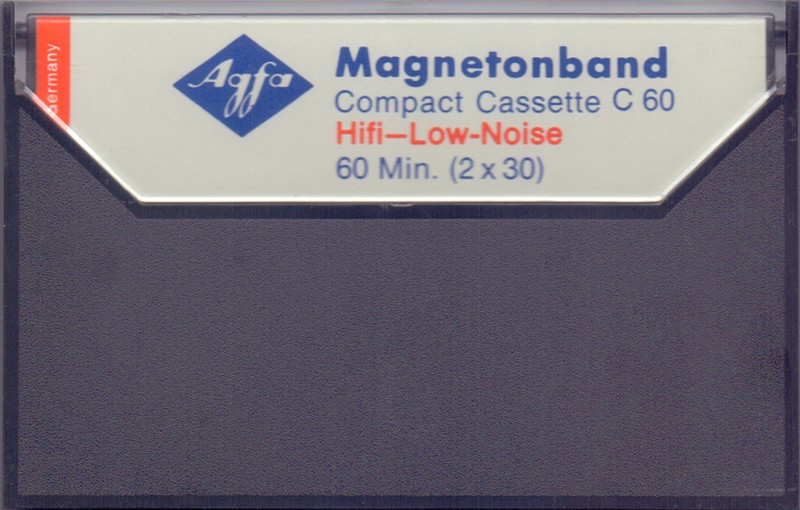 Germany
Agfa
Magnetonband
Compact Cassette C 60
Hifi–Low-Noise
60 Min. (2 x 30)